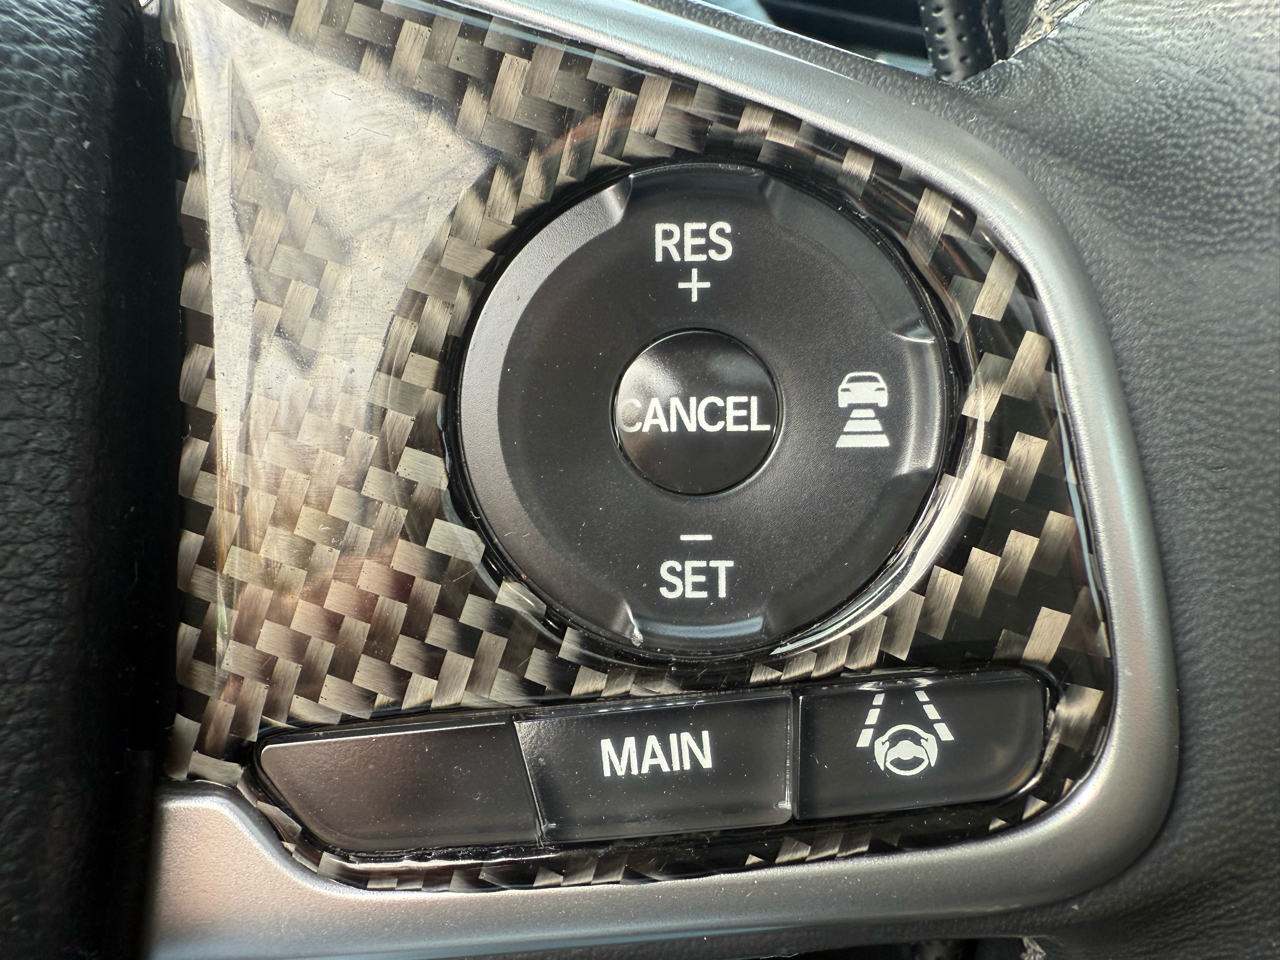 RES
+
CANCEL
−
SET
MAIN